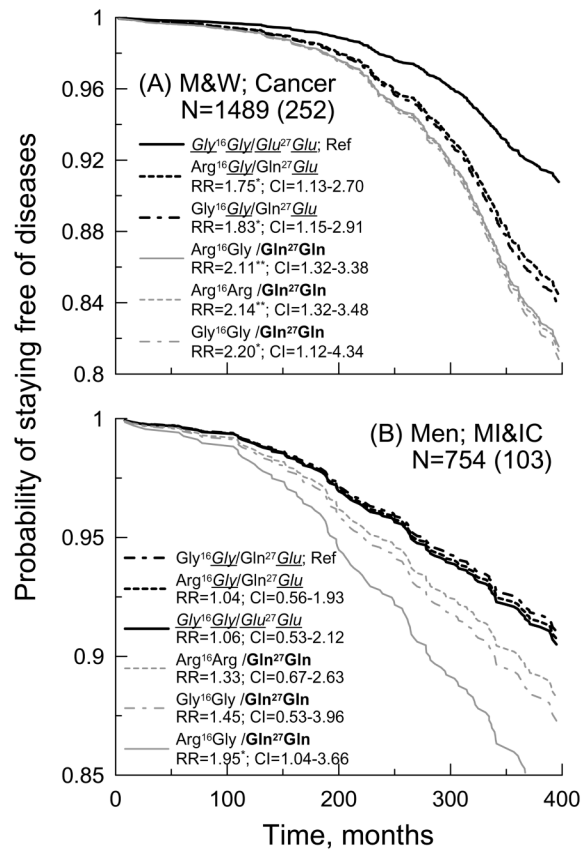 Probability of staying free of diseases
1
0.96
0.92
0.88
0.84
0.8
(A) M&W; Cancer
N=1489 (252)
Gly¹⁶Gly/Glu²⁷Glu; Ref
Arg¹⁶Gly/Gln²⁷Glu
RR=1.75*; CI=1.13-2.70
Gly¹⁶Gly/Gln²⁷Glu
RR=1.83*; CI=1.15-2.91
Arg¹⁶Gly /Gln²⁷Gln
RR=2.11**; CI=1.32-3.38
Arg¹⁶Arg /Gln²⁷Gln
RR=2.14**; CI=1.32-3.48
Gly¹⁶Gly /Gln²⁷Gln
RR=2.20*; CI=1.12-4.34
1
0.95
0.9
0.85
(B) Men; MI&IC
N=754 (103)
Gly¹⁶Gly/Gln²⁷Glu; Ref
Arg¹⁶Gly/Gln²⁷Glu
RR=1.04; CI=0.56-1.93
Gly¹⁶Gly/Glu²⁷Glu
RR=1.06; CI=0.53-2.12
Arg¹⁶Arg /Gln²⁷Gln
RR=1.33; CI=0.67-2.63
Gly¹⁶Gly /Gln²⁷Gln
RR=1.45; CI=0.53-3.96
Arg¹⁶Gly /Gln²⁷Gln
RR=1.95*; CI=1.04-3.66
0 100 200 300 400
Time, months